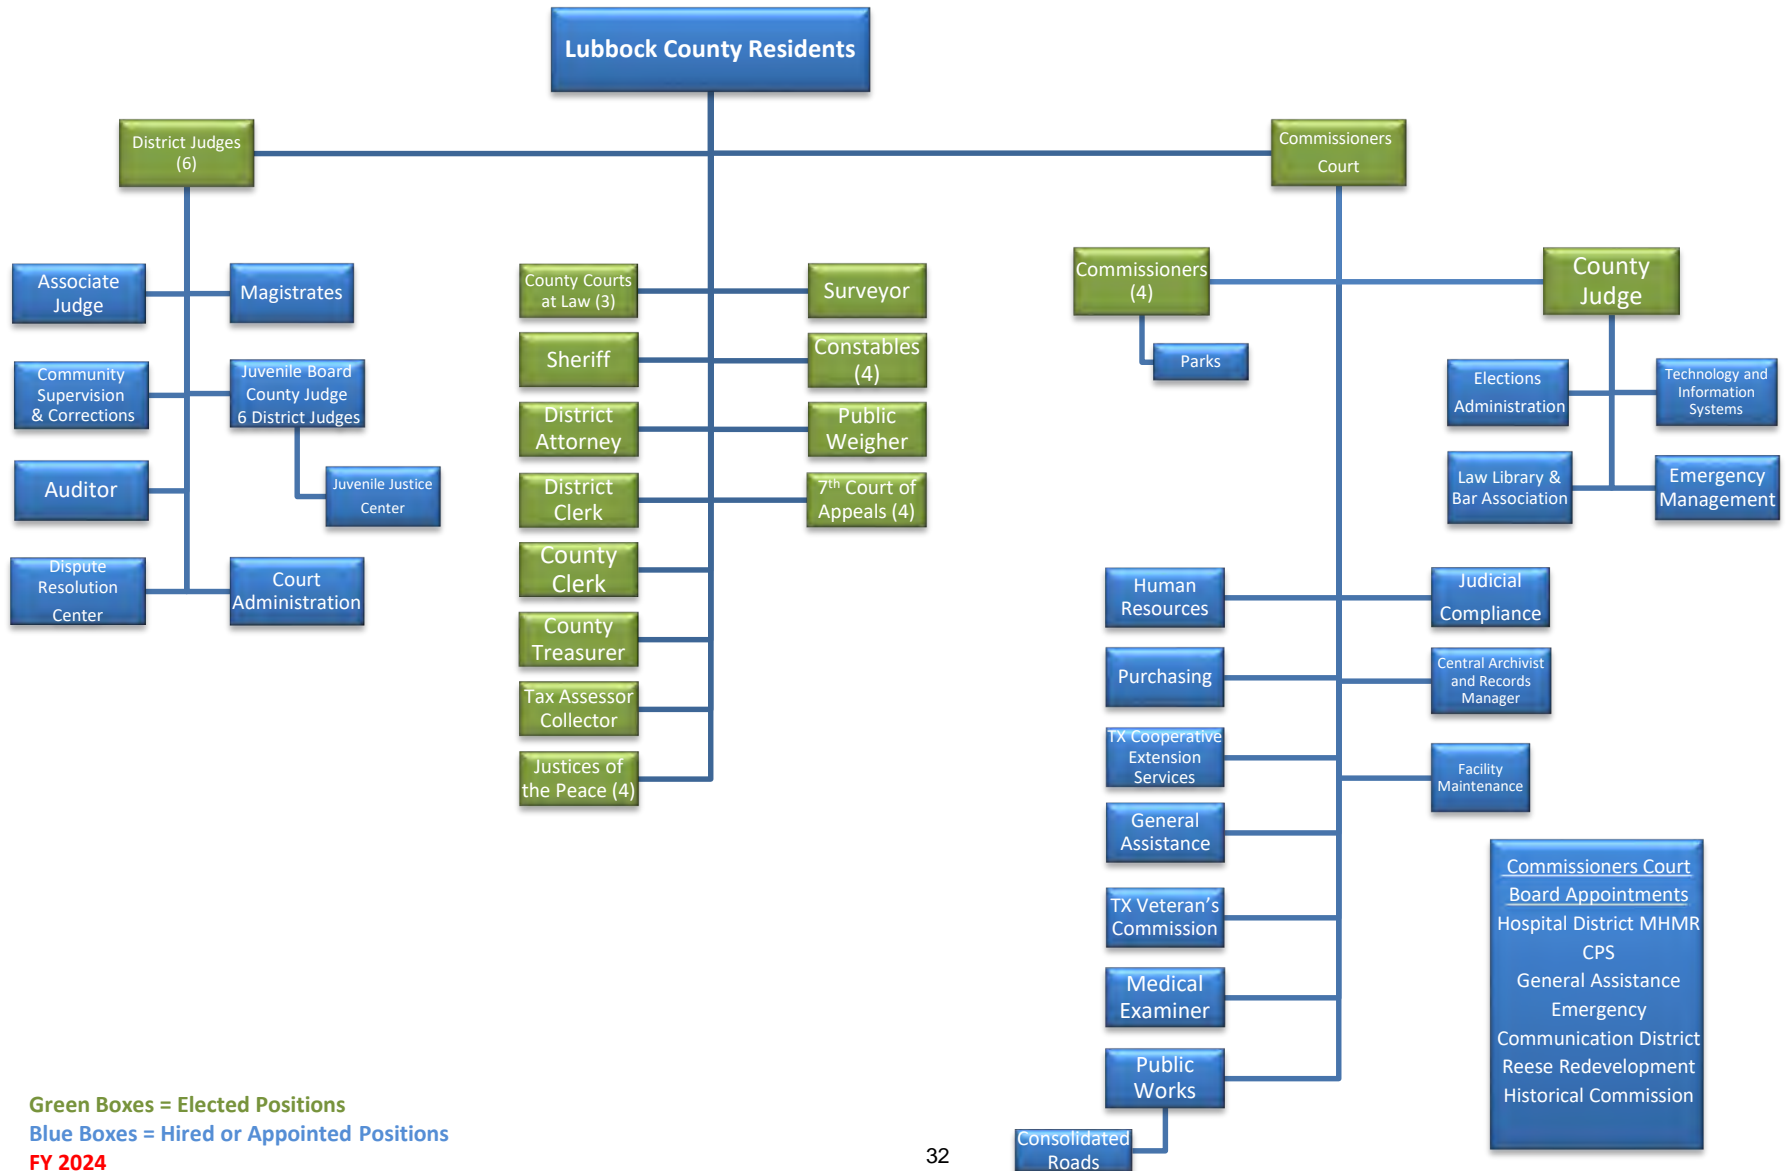 Lubbock County Residents
District Judges
(6)
Commissioners
Court
Associate
Judge
Magistrates
Community
Supervision
& Corrections
Juvenile Board
County Judge
6 District Judges
Auditor
Juvenile Justice
Center
Dispute
Resolution
Center
Court
Administration
County Courts
at Law (3)
Surveyor
Sheriff
Constables
(4)
District
Attorney
Public
Weigher
District
Clerk
7th Court of
Appeals (4)
County
Clerk
County
Treasurer
Tax Assessor
Collector
Justices of
the Peace (4)
Commissioners
(4)
Parks
County
Judge
Elections
Administration
Technology and
Information
Systems
Law Library &
Bar Association
Emergency
Management
Human
Resources
Judicial
Compliance
Purchasing
Central Archivist
and Records
Manager
TX Cooperative
Extension
Services
Facility
Maintenance
General
Assistance
TX Veteran's
Commission
Medical
Examiner
Public
Works
Consolidated
Roads
Commissioners Court
Board Appointments
Hospital District MHMR
CPS
General Assistance
Emergency
Communication District
Reese Redevelopment
Historical Commission
Green Boxes = Elected Positions
Blue Boxes = Hired or Appointed Positions
FY 2024
32